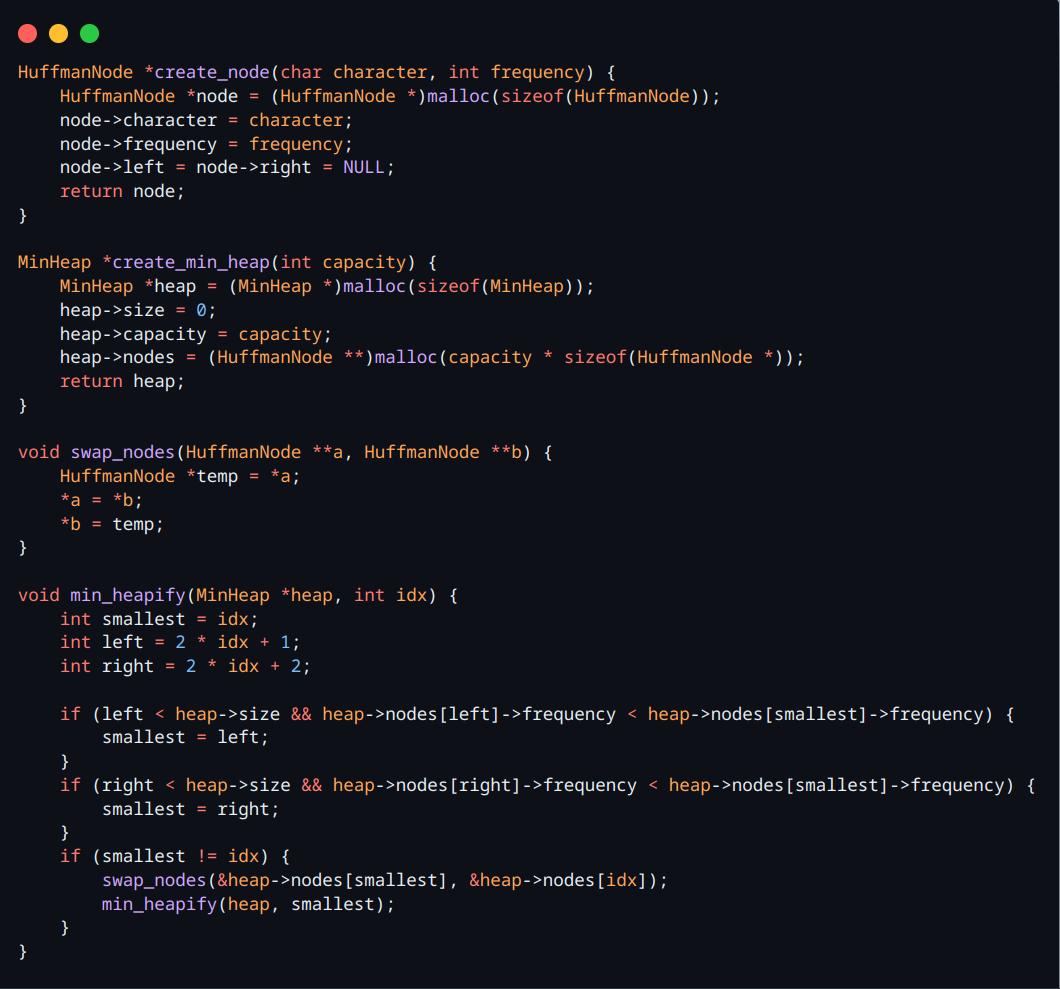 HuffmanNode *create_node(char character, int frequency) {
    HuffmanNode *node = (HuffmanNode *)malloc(sizeof(HuffmanNode));
    node->character = character;
    node->frequency = frequency;
    node->left = node->right = NULL;
    return node;
}

MinHeap *create_min_heap(int capacity) {
    MinHeap *heap = (MinHeap *)malloc(sizeof(MinHeap));
    heap->size = 0;
    heap->capacity = capacity;
    heap->nodes = (HuffmanNode **)malloc(capacity * sizeof(HuffmanNode *));
    return heap;
}

void swap_nodes(HuffmanNode **a, HuffmanNode **b) {
    HuffmanNode *temp = *a;
    *a = *b;
    *b = temp;
}

void min_heapify(MinHeap *heap, int idx) {
    int smallest = idx;
    int left = 2 * idx + 1;
    int right = 2 * idx + 2;

    if (left < heap->size && heap->nodes[left]->frequency < heap->nodes[smallest]->frequency) {
        smallest = left;
    }
    if (right < heap->size && heap->nodes[right]->frequency < heap->nodes[smallest]->frequency) {
        smallest = right;
    }
    if (smallest != idx) {
        swap_nodes(&heap->nodes[smallest], &heap->nodes[idx]);
        min_heapify(heap, smallest);
    }
}